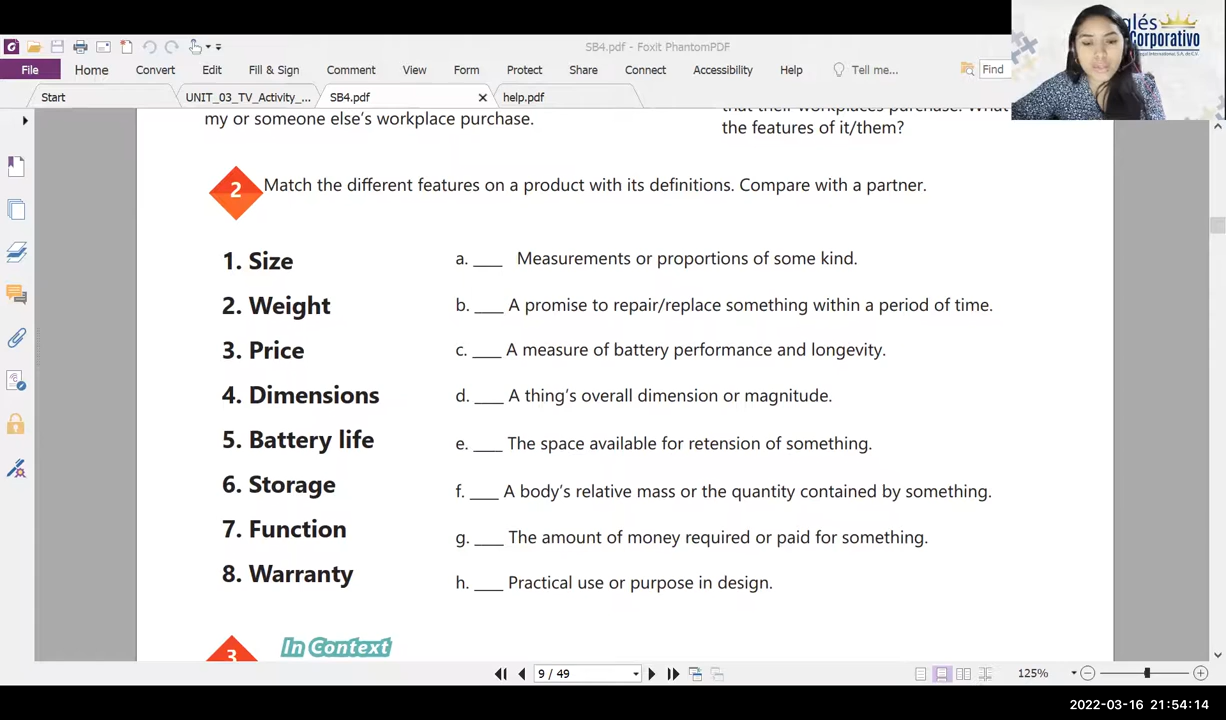 SB4.pdf - Foxit PhantomPDF
glés
Corporativo
File Home Convert Edit Fill & Sign Comment View Form Protect Share Connect Accessibility Help Tell me... Find
Start UNIT_03_TV_Activity_... SB4.pdf help.pdf
my or someone else's workplace purchase.
that their workplaces purchase. What
the features of it/them?
2 Match the different features on a product with its definitions. Compare with a partner.
1. Size
a. ____ Measurements or proportions of some kind.
2. Weight
b. ____ A promise to repair/replace something within a period of time.
3. Price
c. ____ A measure of battery performance and longevity.
4. Dimensions
d. ____ A thing's overall dimension or magnitude.
5. Battery life
e. ____ The space available for retension of something.
6. Storage
f. ____ A body's relative mass or the quantity contained by something.
7. Function
g. ____ The amount of money required or paid for something.
8. Warranty
h. ____ Practical use or purpose in design.
3 In Context
9 / 49 125%
2022-03-16 21:54:14